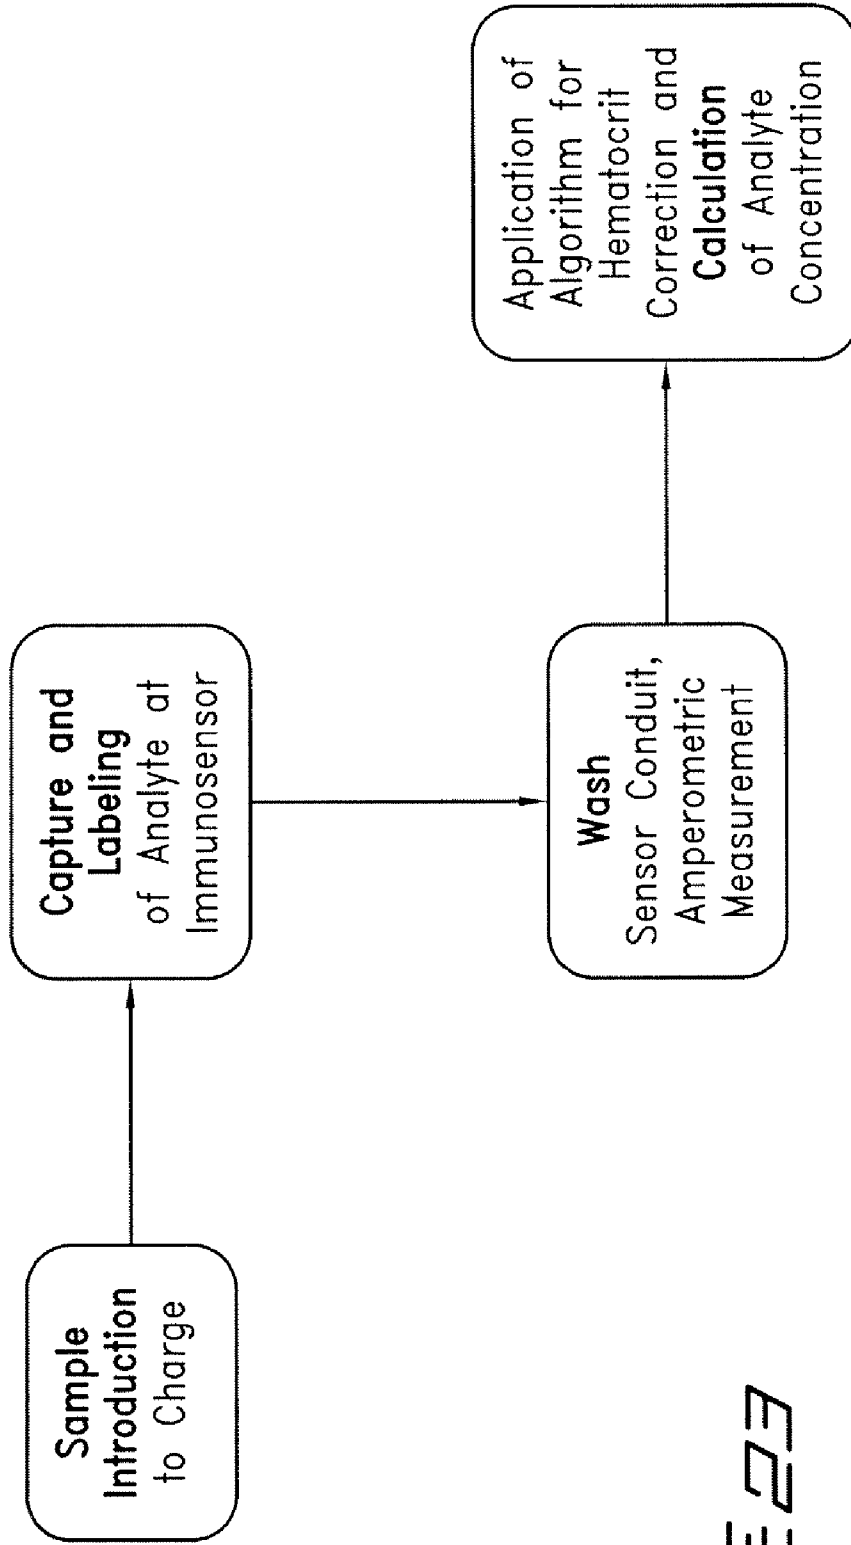 Sample
Introduction
to Charge
Capture and
Labeling
of Analyte at
Immunosensor
Wash
Sensor Conduit,
Amperometric
Measurement
Application of
Algorithm for
Hematocrit
Correction and
Calculation
of Analyte
Concentration
E 23